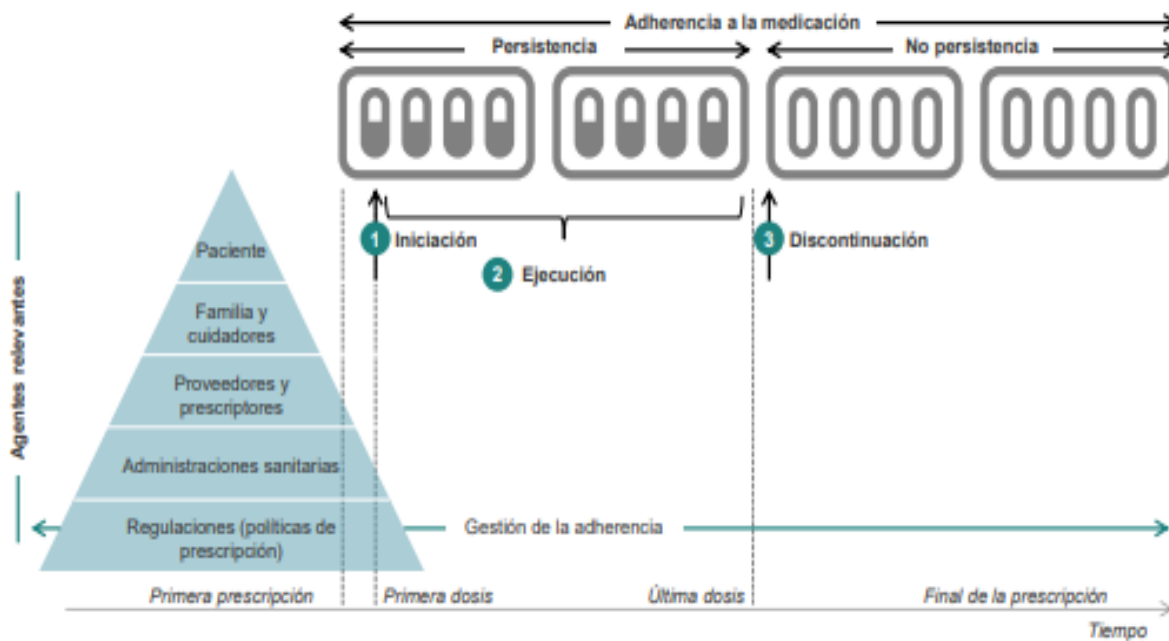 Adherencia a la medicación
Persistencia
No persistencia
1 Iniciación
2 Ejecución
3 Discontinuación
Agentes relevantes
Paciente
Familia y
cuidadores
Proveedores y
prescriptores
Administraciones sanitarias
Regulaciones (políticas de
prescripción)
Gestión de la adherencia
Primera prescripción
Primera dosis
Última dosis
Final de la prescripción
Tiempo